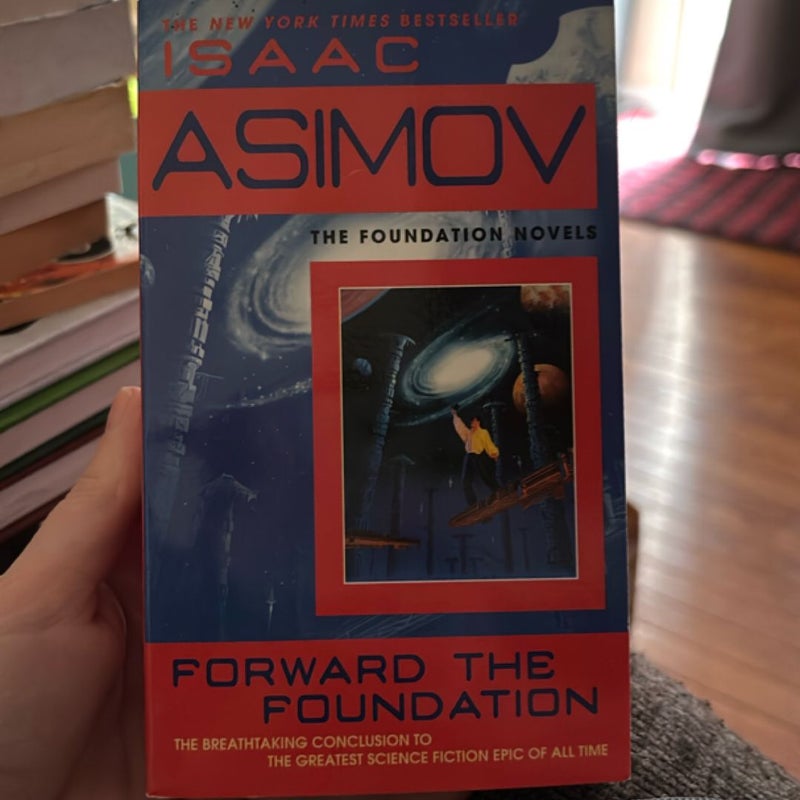 THE NEW YORK TIMES BESTSELLER
ISAAC
ASIMOV
THE FOUNDATION NOVELS
FORWARD THE
FOUNDATION
THE BREATHTAKING CONCLUSION TO
THE GREATEST SCIENCE FICTION EPIC OF ALL TIME